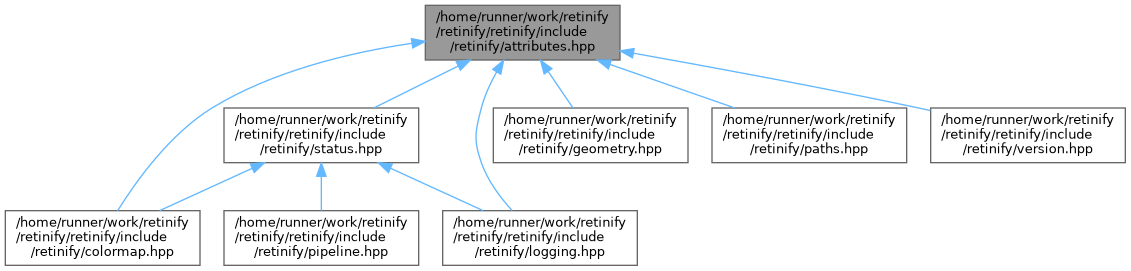 /home/runner/work/retinify
/retinify/retinify/include
/retinify/attributes.hpp
/home/runner/work/retinify
/retinify/retinify/include
/retinify/status.hpp
/home/runner/work/retinify
/retinify/retinify/include
/retinify/geometry.hpp
/home/runner/work/retinify
/retinify/retinify/include
/retinify/paths.hpp
/home/runner/work/retinify
/retinify/retinify/include
/retinify/version.hpp
/home/runner/work/retinify
/retinify/retinify/include
/retinify/colormap.hpp
/home/runner/work/retinify
/retinify/retinify/include
/retinify/pipeline.hpp
/home/runner/work/retinify
/retinify/retinify/include
/retinify/logging.hpp